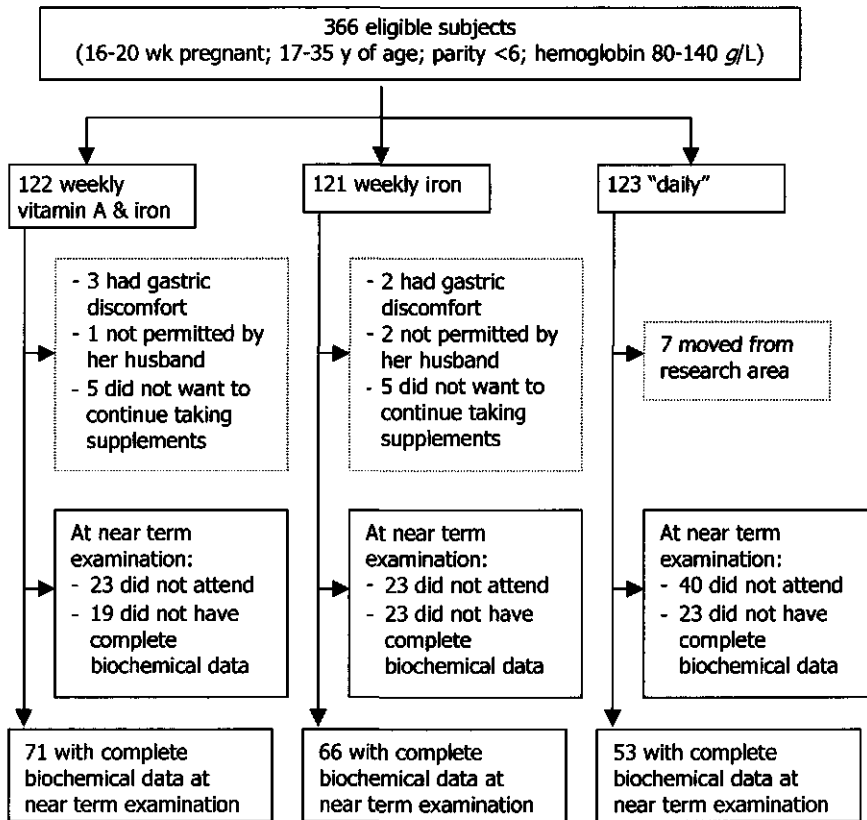 366 eligible subjects
(16-20 wk pregnant; 17-35 y of age; parity <6; hemoglobin 80-140 g/L)
122 weekly
vitamin A & iron
121 weekly iron
123 "daily"
- 3 had gastric
discomfort
- 1 not permitted by
her husband
- 5 did not want to
continue taking
supplements
- 2 had gastric
discomfort
- 2 not permitted by
her husband
- 5 did not want to
continue taking
supplements
7 moved from
research area
At near term
examination:
- 23 did not attend
- 19 did not have
complete
biochemical data
At near term
examination:
- 23 did not attend
- 23 did not have
complete
biochemical data
At near term
examination:
- 40 did not attend
- 23 did not have
complete
biochemical data
71 with complete
biochemical data at
near term examination
66 with complete
biochemical data at
near term examination
53 with complete
biochemical data at
near term examination